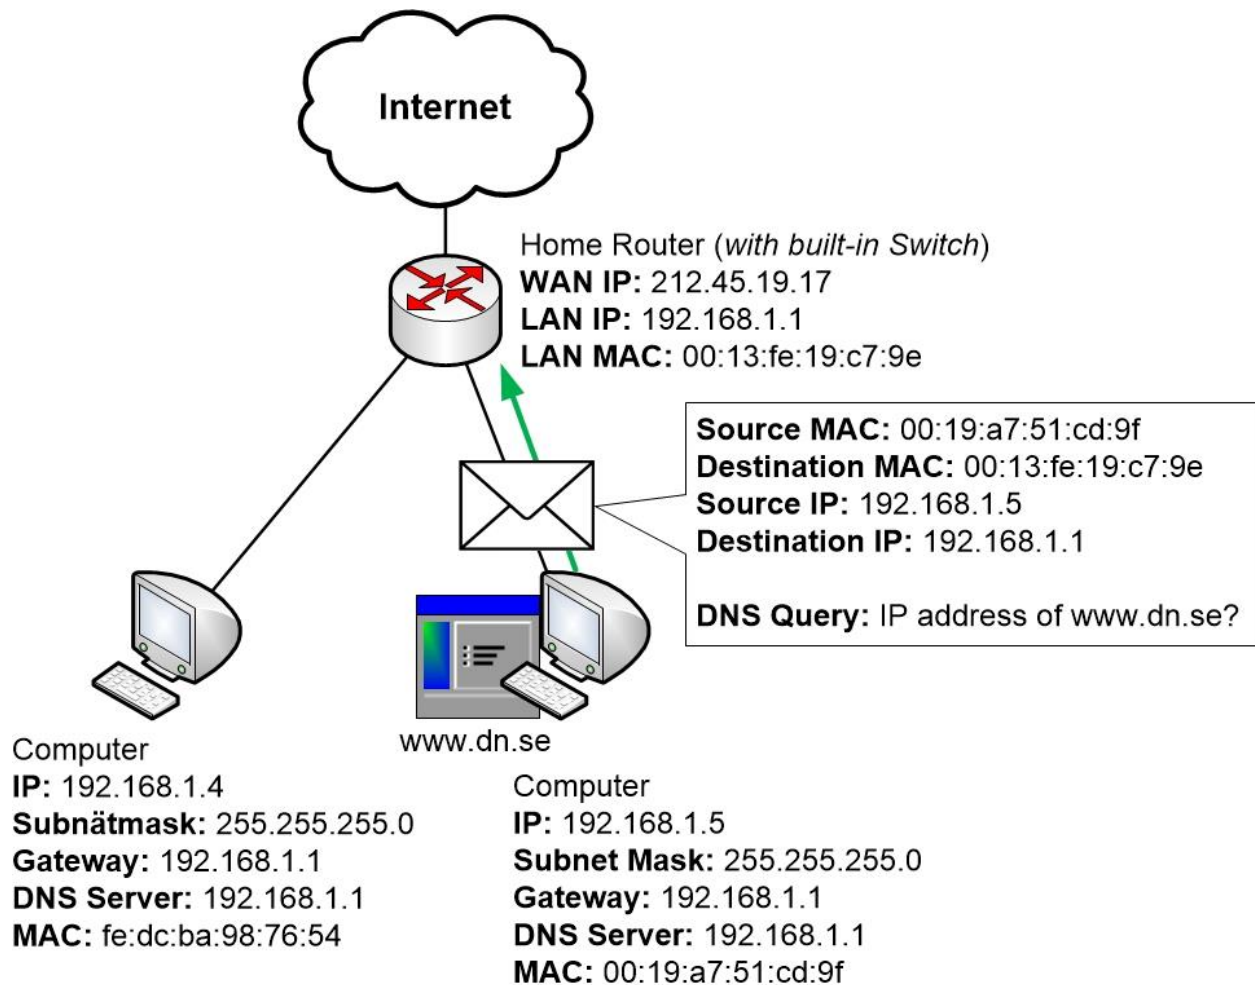 Internet
Home Router (with built-in Switch)
WAN IP: 212.45.19.17
LAN IP: 192.168.1.1
LAN MAC: 00:13:fe:19:c7:9e
Source MAC: 00:19:a7:51:cd:9f
Destination MAC: 00:13:fe:19:c7:9e
Source IP: 192.168.1.5
Destination IP: 192.168.1.1
DNS Query: IP address of www.dn.se?
www.dn.se
Computer
IP: 192.168.1.4
Subnätmask: 255.255.255.0
Gateway: 192.168.1.1
DNS Server: 192.168.1.1
MAC: fe:dc:ba:98:76:54
Computer
IP: 192.168.1.5
Subnet Mask: 255.255.255.0
Gateway: 192.168.1.1
DNS Server: 192.168.1.1
MAC: 00:19:a7:51:cd:9f